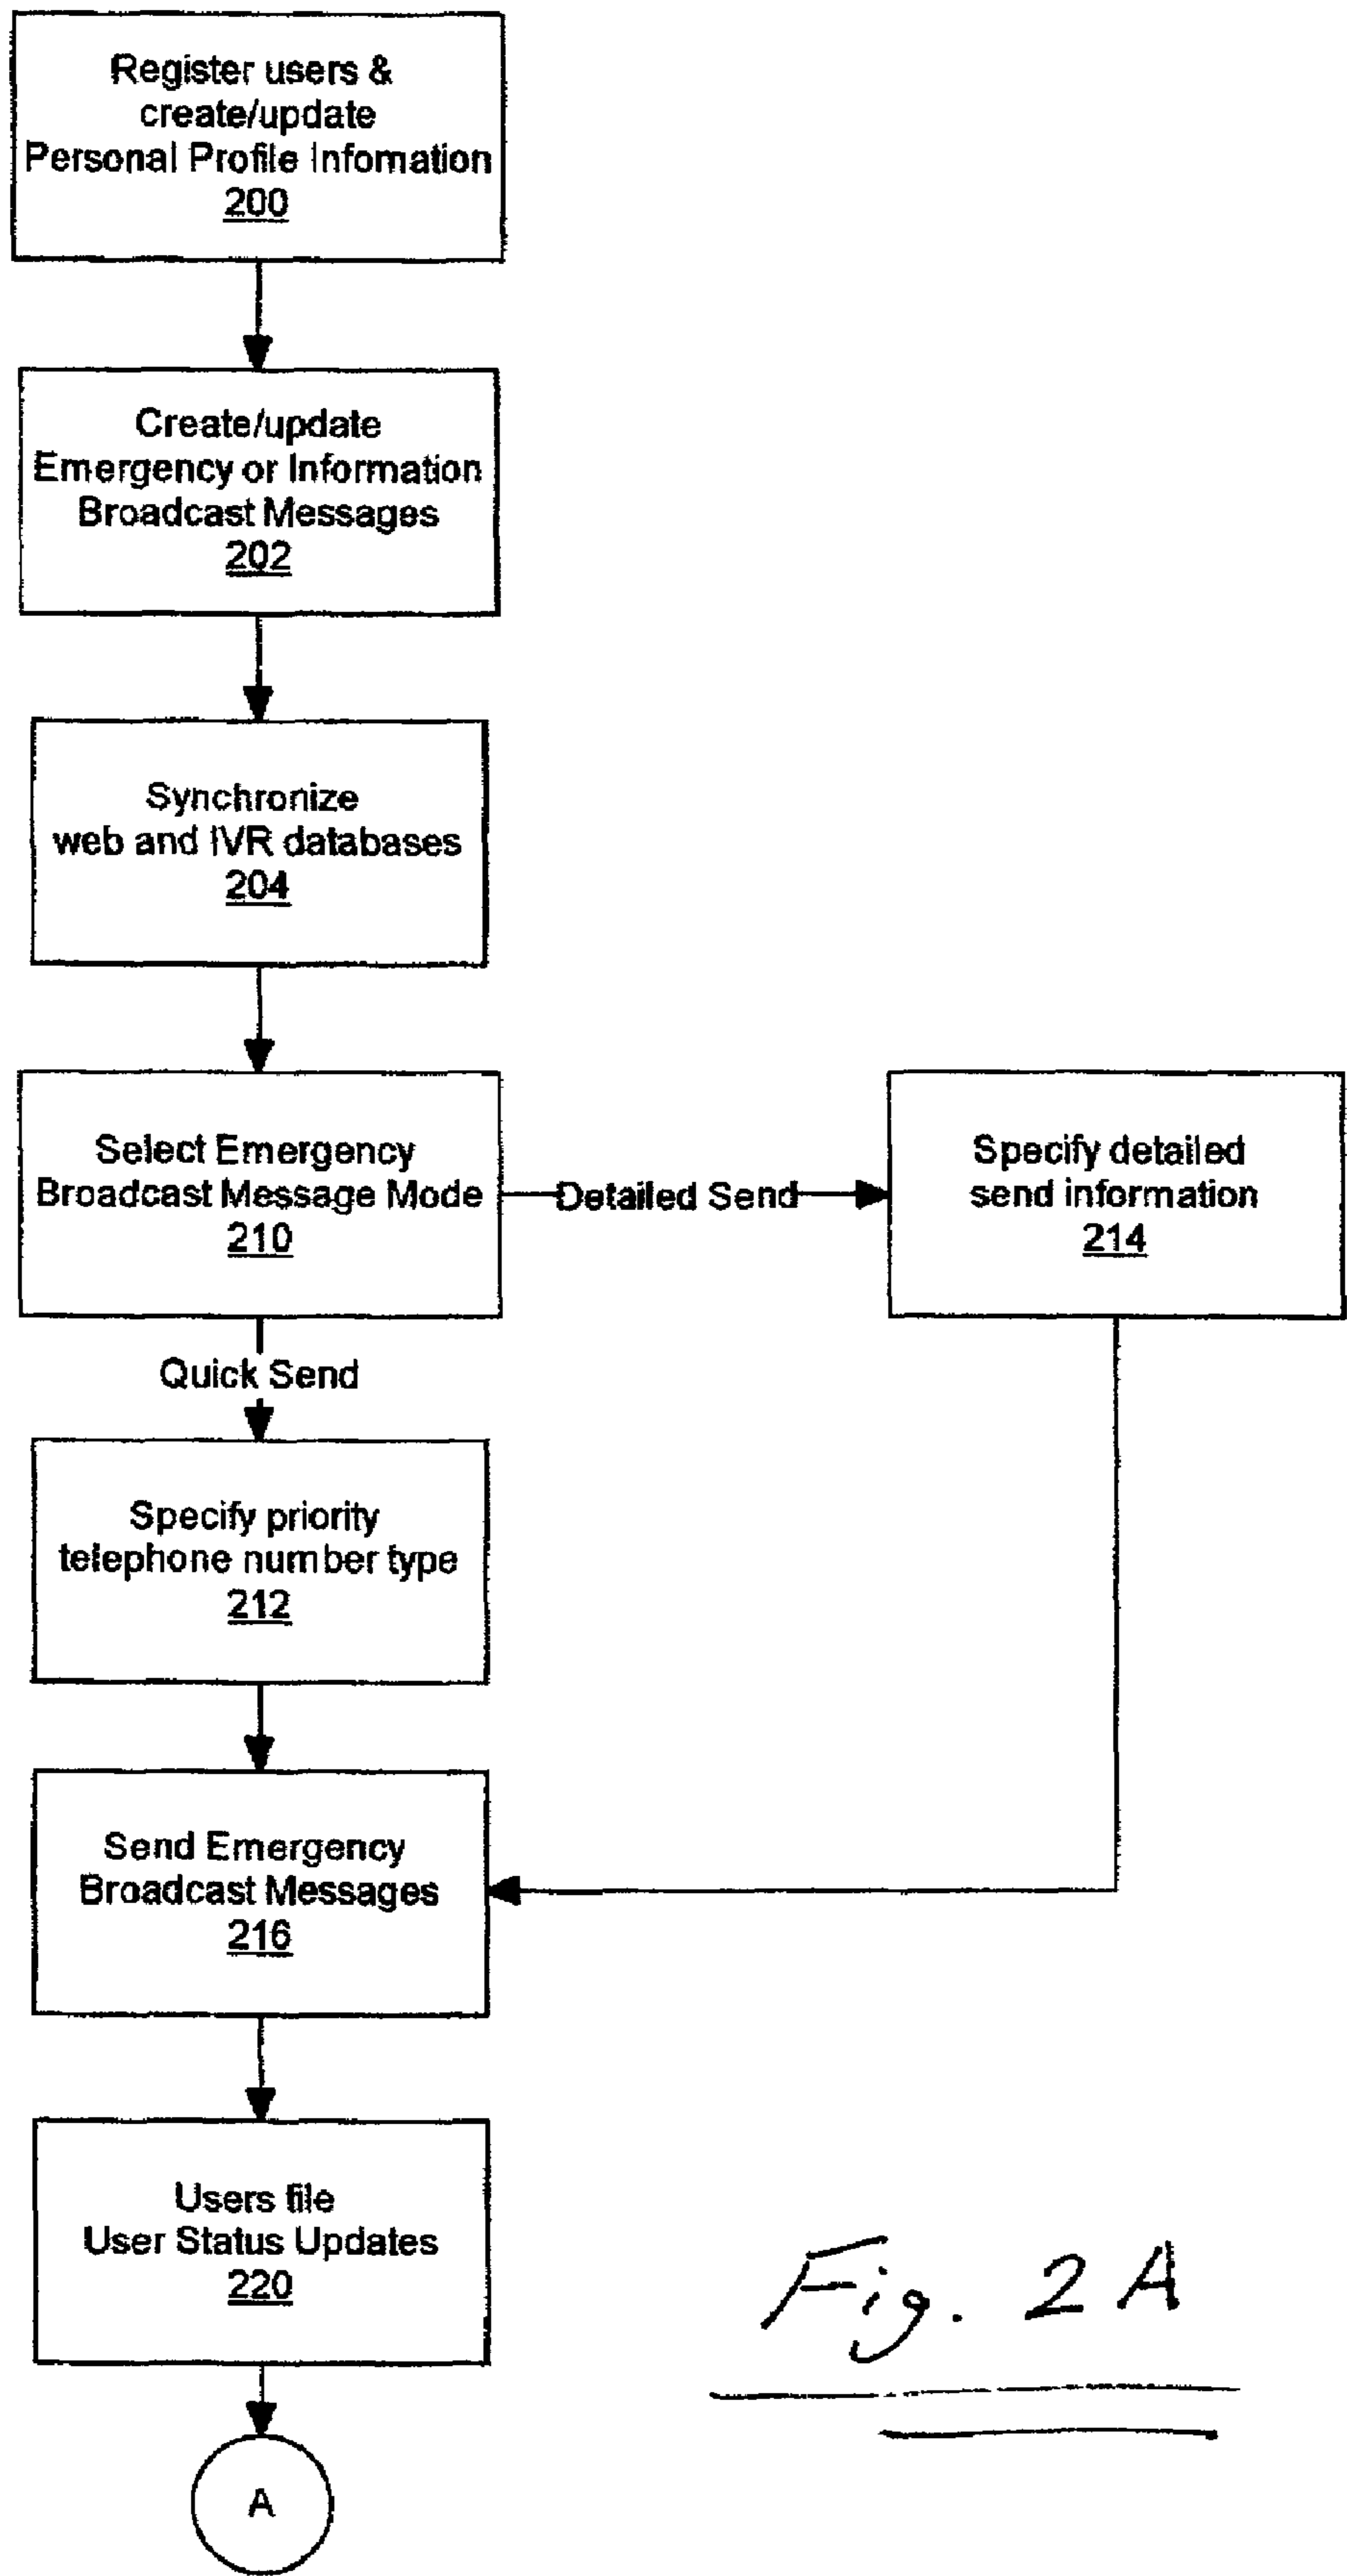 Register users &
create/update
Personal Profile Infomation
200
Create/update
Emergency or Information
Broadcast Messages
202
Synchronize
web and IVR databases
204
Select Emergency
Broadcast Message Mode
210
Detailed Send
Specify detailed
send information
214
Quick Send
Specify priority
telephone number type
212
Send Emergency
Broadcast Messages
216
Users file
User Status Updates
220
Fig. 2A
A